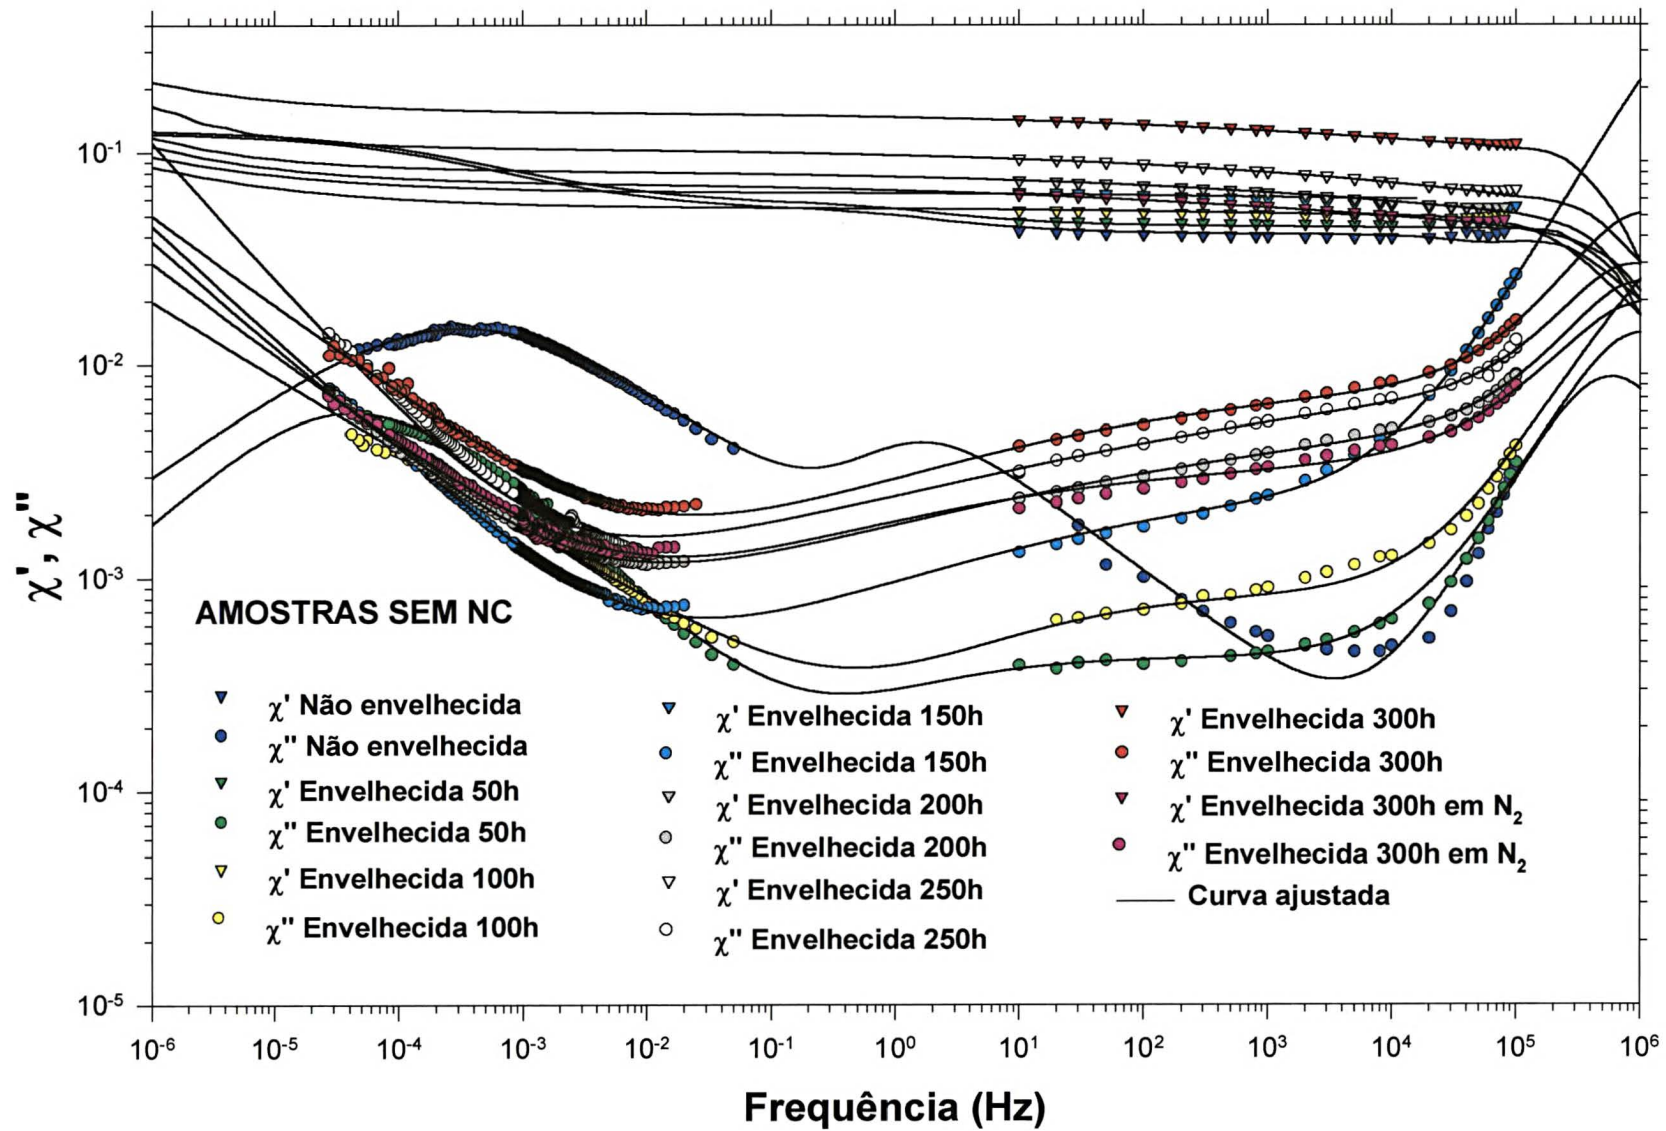 10⁻¹
10⁻²
10⁻³
10⁻⁴
10⁻⁵
χ', χ"
AMOSTRAS SEM NC
χ' Não envelhecida
χ" Não envelhecida
χ' Envelhecida 50h
χ" Envelhecida 50h
χ' Envelhecida 100h
χ" Envelhecida 100h
χ' Envelhecida 150h
χ" Envelhecida 150h
χ' Envelhecida 200h
χ" Envelhecida 200h
χ' Envelhecida 250h
χ" Envelhecida 250h
χ' Envelhecida 300h
χ" Envelhecida 300h
χ' Envelhecida 300h em N₂
χ" Envelhecida 300h em N₂
Curva ajustada
10⁻⁶ 10⁻⁵ 10⁻⁴ 10⁻³ 10⁻² 10⁻¹ 10⁰ 10¹ 10² 10³ 10⁴ 10⁵ 10⁶
Frequência (Hz)